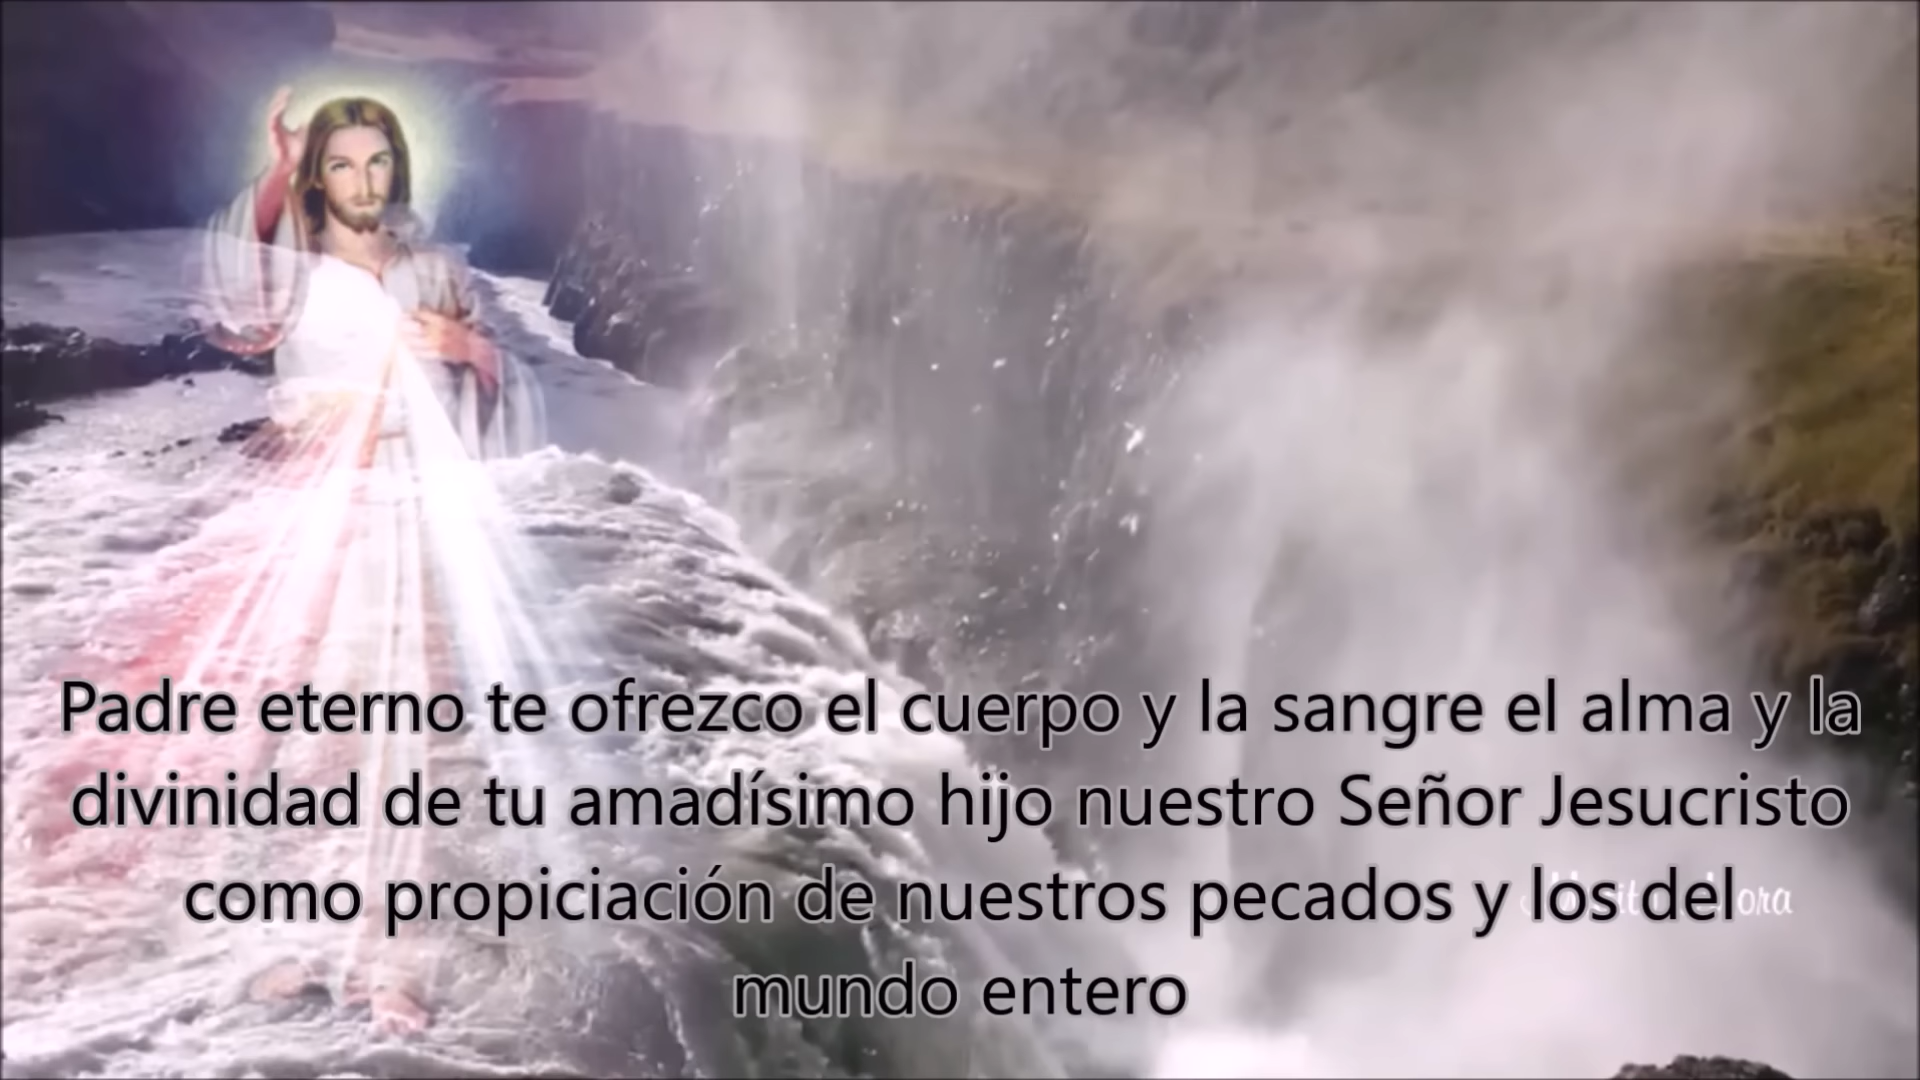 Padre eterno te ofrezco el cuerpo y la sangre el alma y la
divinidad de tu amadísimo hijo nuestro Señor Jesucristo
como propiciación de nuestros pecados y los del
mundo entero